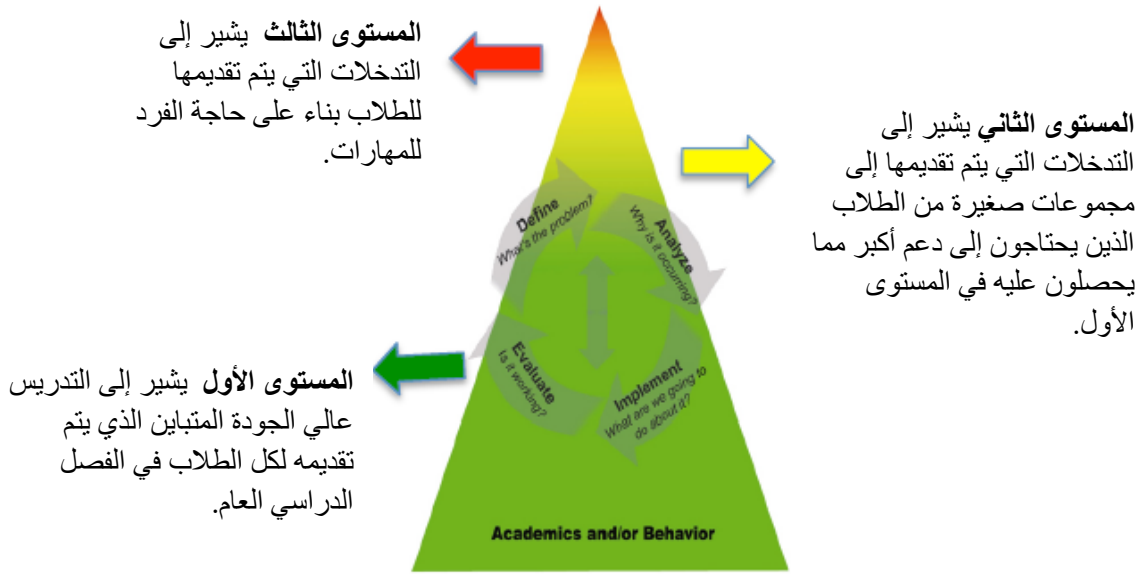 المستوى الثالث يشير إلى
التدخلات التي يتم تقديمها
للطلاب بناء على حاجة الفرد
للمهارات.
المستوى الثاني يشير إلى
التدخلات التي يتم تقديمها إلى
مجموعات صغيرة من الطلاب
الذين يحتاجون إلى دعم أكبر مما
يحصلون عليه في المستوى
الأول.
Define
What's the problem?
Analyze
Why is it occurring?
Implement
What are we going to
do about it?
Evaluate
Is it working?
المستوى الأول يشير إلى التدريس
عالي الجودة المتباين الذي يتم
تقديمه لكل الطلاب في الفصل
الدراسي العام.
Academics and/or Behavior